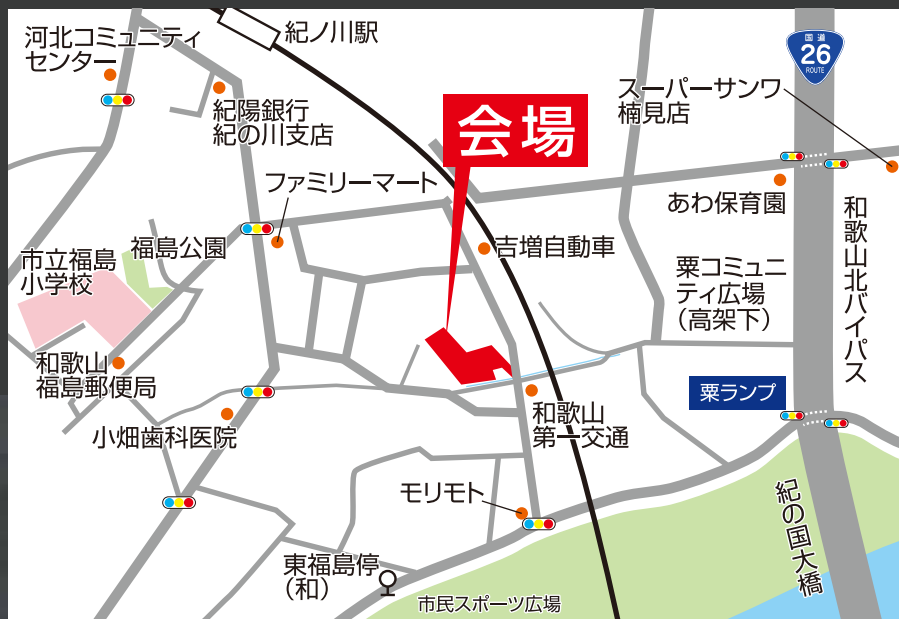 河北コミュニティ
センター
紀ノ川駅
国道
26
ROUTE
スーパーサンワ
楠見店
紀陽銀行
紀の川支店
会場
ファミリーマート
あわ保育園
和歌山北バイパス
福島公園
吉増自動車
市立福島
小学校
粟コミュニ
ティ広場
（高架下）
和歌山
福島郵便局
粟ランプ
小畑歯科医院
和歌山
第一交通
モリモト
紀の国大橋
東福島停
（和）
市民スポーツ広場